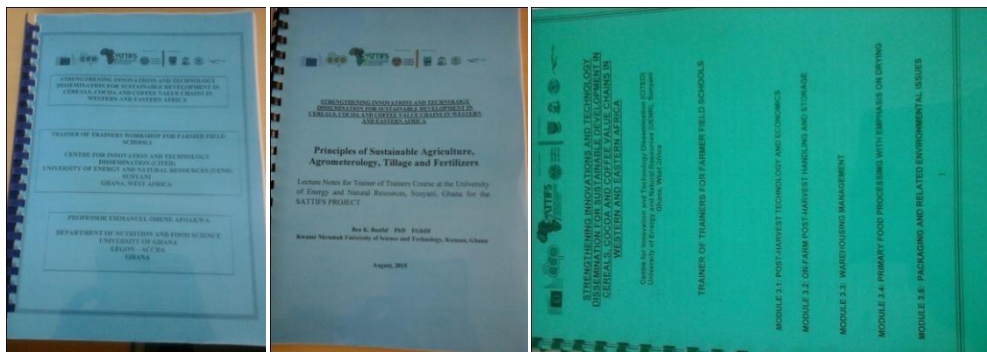 SATTIFS
STRENGTHENING INNOVATIONS AND TECHNOLOGY
DISSEMINATION FOR SUSTAINABLE DEVELOPMENT IN
CEREALS, COCOA AND COFFEE VALUE CHAINS IN
WESTERN AND EASTERN AFRICA
TRAINER OF TRAINERS WORKSHOP FOR FARMER FIELD
SCHOOLS
CENTRE FOR INNOVATION AND TECHNOLOGY
DISSEMINATION (CITED)
UNIVERSITY OF ENERGY AND NATURAL RESOURCES (UENR)
SUNYANI
GHANA, WEST AFRICA
PROFESSOR EMMANUEL OHENE AFOAKWA
DEPARTMENT OF NUTRITION AND FOOD SCIENCE
UNIVERSITY OF GHANA
LEGON - ACCRA
GHANA
SATTIFS
STRENGTHENING INNOVATIONS AND TECHNOLOGY
DISSEMINATION FOR SUSTAINABLE DEVELOPMENT IN
CEREALS, COCOA AND COFFEE VALUE CHAINS IN WESTERN
AND EASTERN AFRICA
Principles of Sustainable Agriculture,
Agrometerology, Tillage and Fertilizers
Lecture Notes for Trainer of Trainers Course at the University
of Energy and Natural Resources, Sunyani, Ghana for the
SATTIFS PROJECT
Ben K. Banful PhD FGhIH
Kwame Nkrumah University of Science and Technology, Kumasi, Ghana
August, 2015
SATTIFS
STRENGTHENING INNOVATIONS AND TECHNOLOGY
DISSEMINATION FOR SUSTAINABLE DEVELOPMENT IN
CEREALS, COCOA AND COFFEE VALUE CHAINS IN
WESTERN AND EASTERN AFRICA
Centre for Innovation and Technology Dissemination (CITED)
University of Energy and Natural Resources (UENR), Sunyani
Ghana, West Africa
TRAINER OF TRAINERS FOR FARMER FIELD SCHOOLS
MODULE 3.1: POST-HARVEST TECHNOLOGY AND ECONOMICS
MODULE 3.2: ON-FARM POST-HARVEST HANDLING AND STORAGE
MODULE 3.3: WAREHOUSING MANAGEMENT
MODULE 3.4: PRIMARY FOOD PROCESSING WITH EMPHASIS ON DRYING
MODULE 3.5: PACKAGING AND RELATED ENVIRONMENTAL ISSUES
1